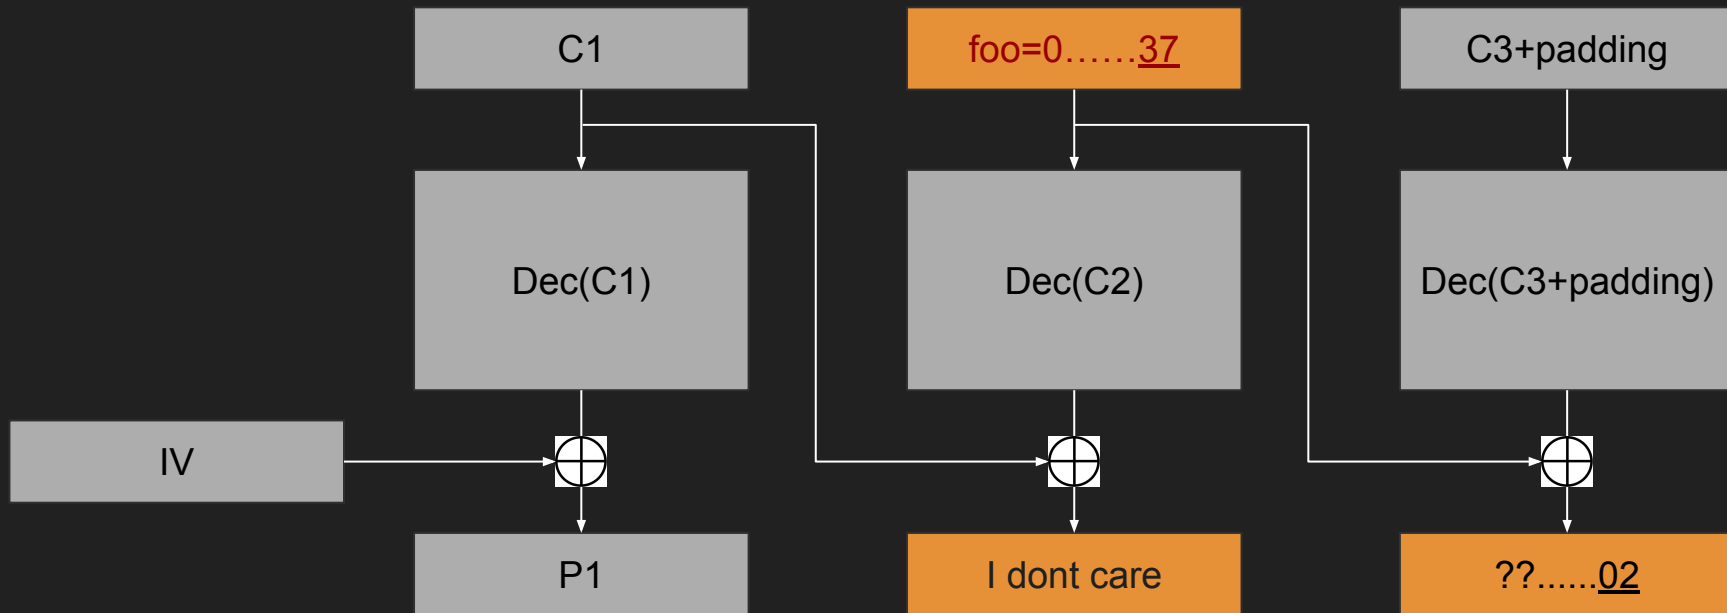 C1
foo=0......37
C3+padding
Dec(C1)
Dec(C2)
Dec(C3+padding)
IV
P1
I dont care
??......02